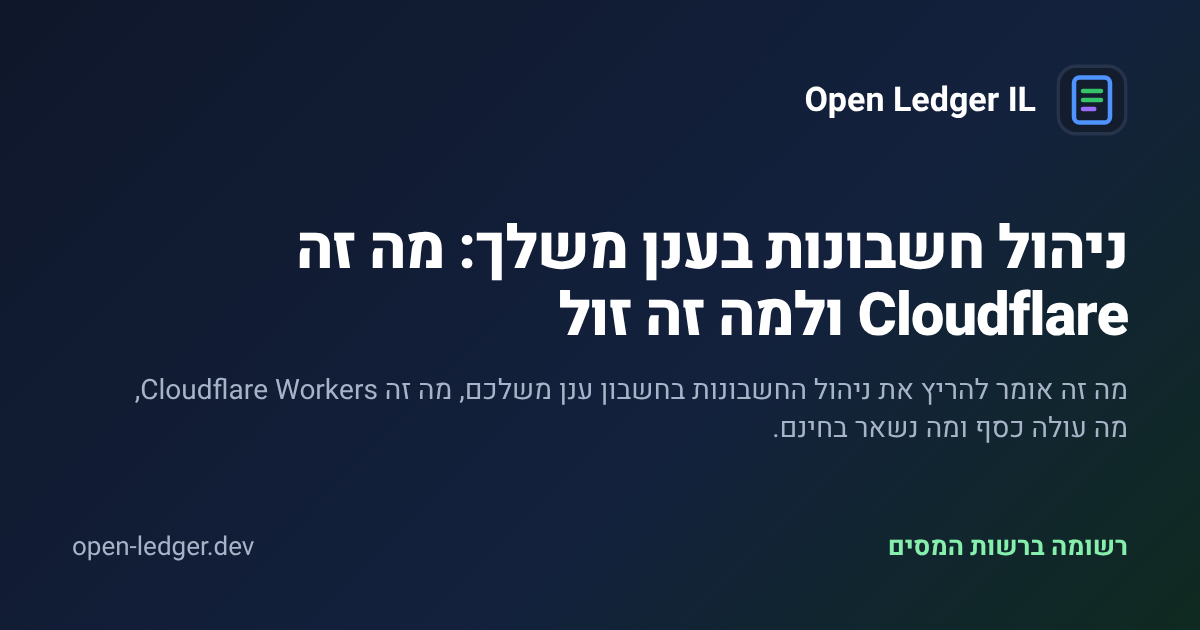 Open Ledger IL
ניהול חשבונות בענן משלך: מה זה
Cloudflare ולמה זה זול
מה זה אומר להריץ את ניהול החשבונות בחשבון ענן משלכם, מה זה Cloudflare Workers,
מה עולה כסף ומה נשאר בחינם.
רשומה ברשות המסים
open-ledger.dev